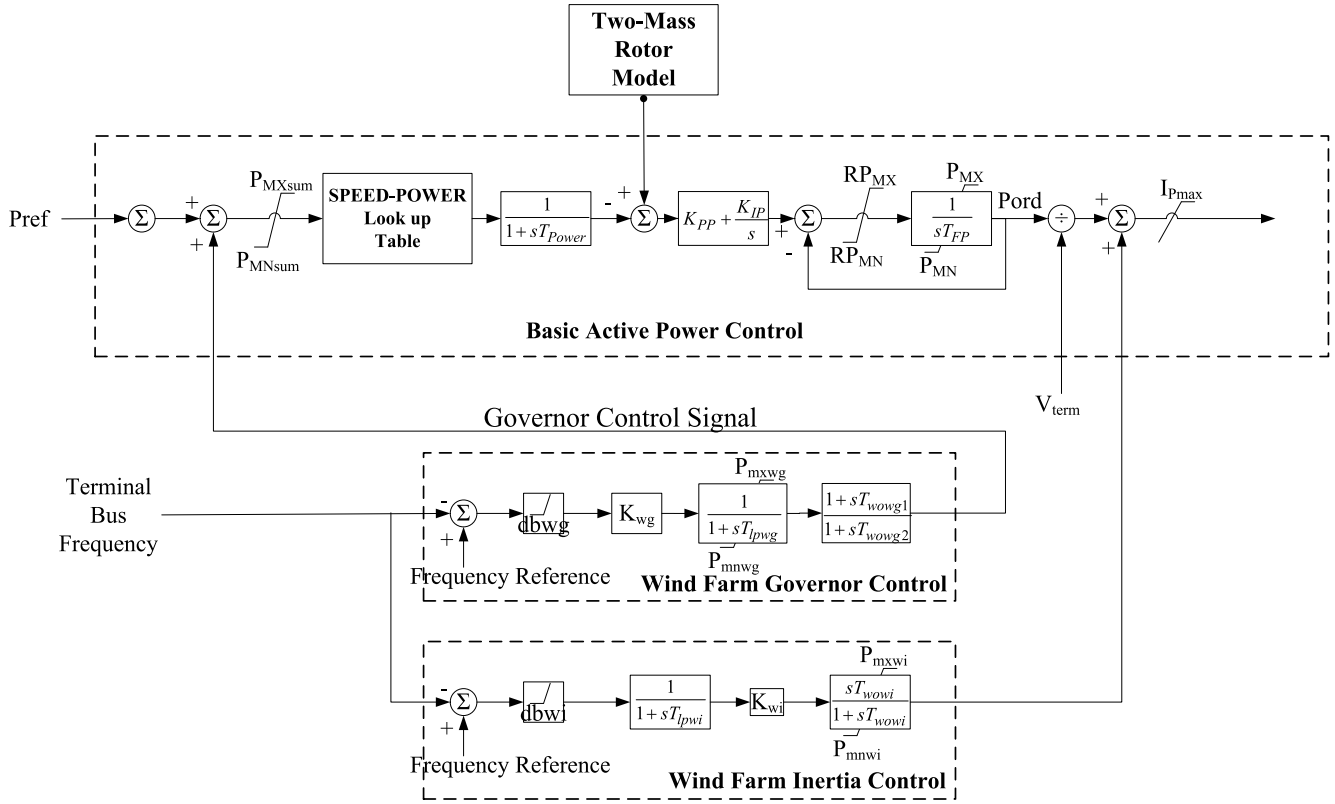 Two-Mass
Rotor
Model
Pref
Σ
+
+
Σ
P_MXsum
P_MNsum
SPEED-POWER
Look up
Table
1
1 + sT_Power
-
+
Σ
K_PP + K_IP
s
+
-
Σ
RP_MX
RP_MN
P_MX
1
sT_FP
P_MN
Pord
÷
+
+
Σ
I_Pmax
Basic Active Power Control
V_term
Governor Control Signal
Terminal
Bus
Frequency
-
+
Σ
dbwg
K_wg
P_mxwg
1
1 + sT_lpwg
P_mnwg
1 + sT_wowg1
1 + sT_wowg2
Frequency Reference
Wind Farm Governor Control
-
+
Σ
dbwi
1
1 + sT_lpwi
K_wi
P_mxwi
sT_wowi
1 + sT_wowi
P_mnwi
Frequency Reference
Wind Farm Inertia Control